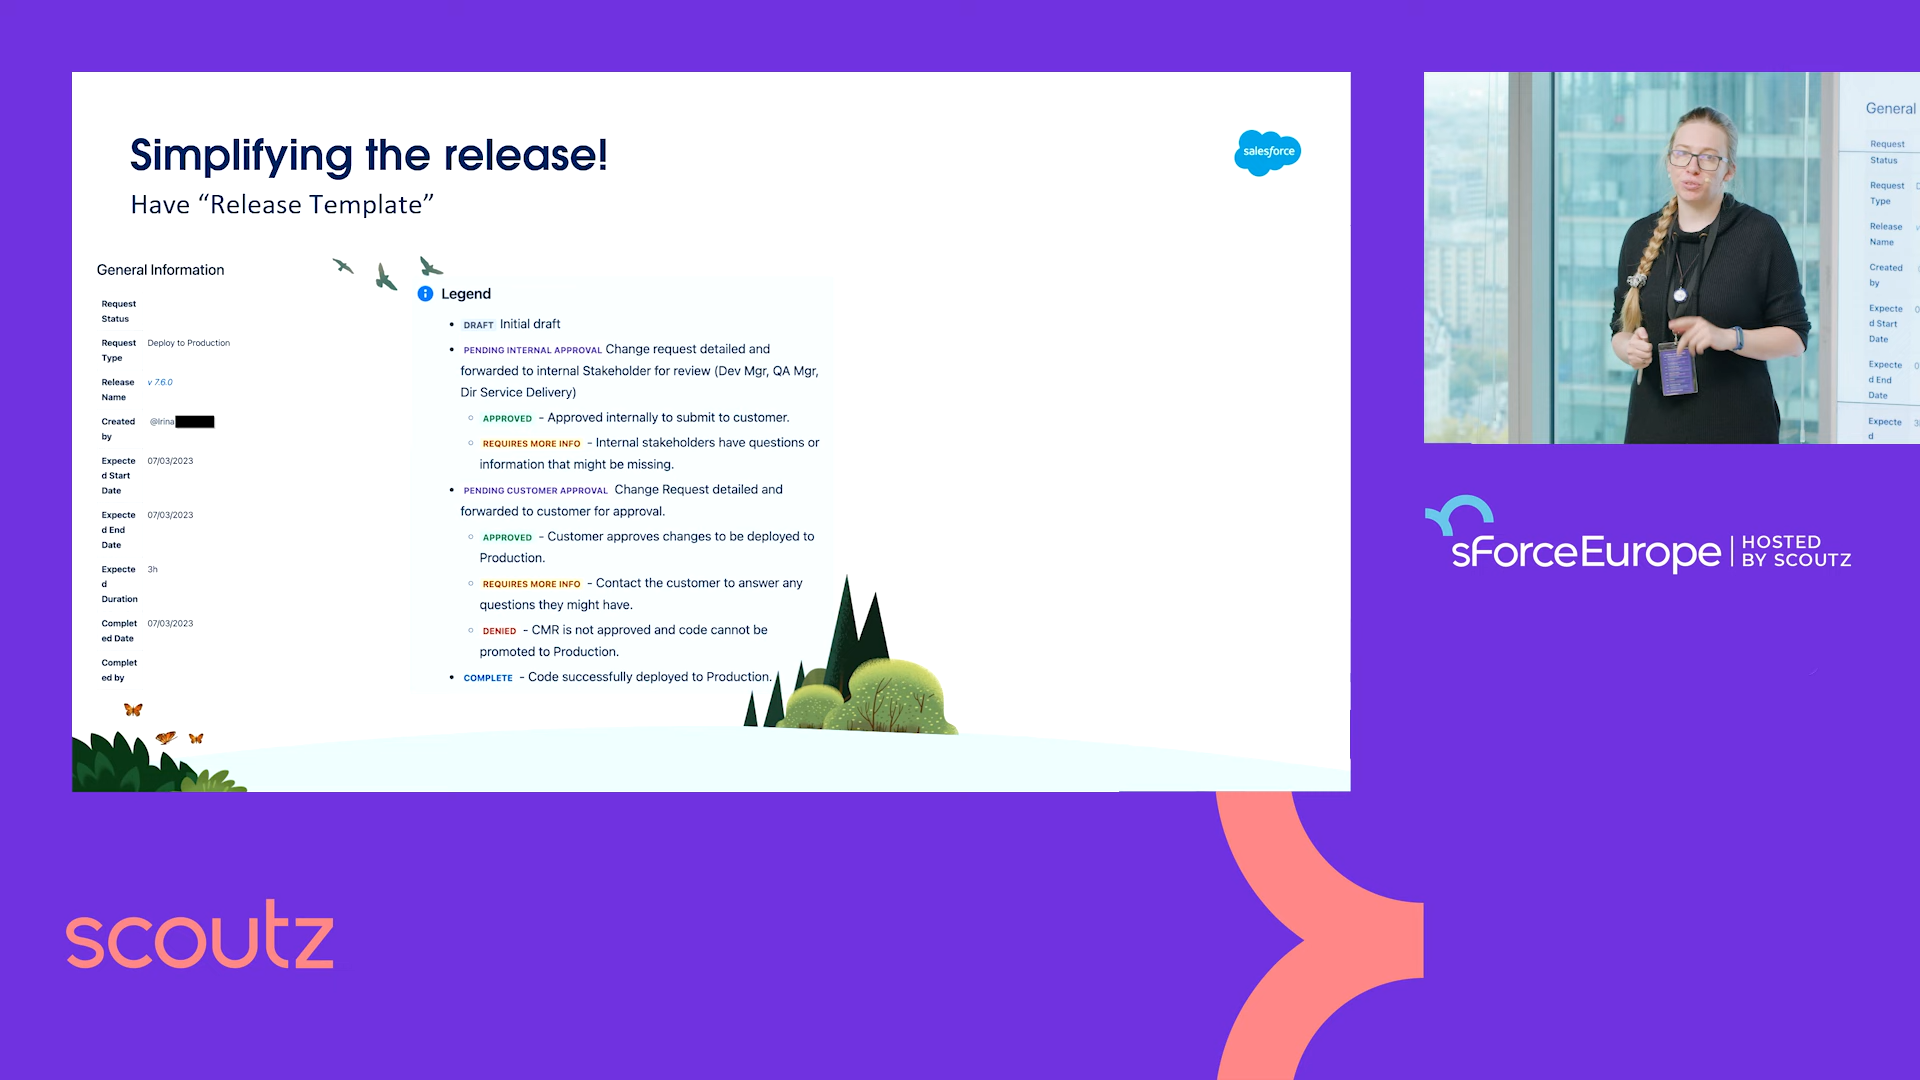 Simplifying the release!
salesforce
Have “Release Template”
General Information
Request
Status
Request
Type
Deploy to Production
Release
Name
v 7.6.0
Created
by
@Irina
Expecte
d Start
Date
07/03/2023
Expecte
d End
Date
07/03/2023
Expecte
d
Duration
3h
Complet
ed Date
07/03/2023
Complet
ed by
Legend
• DRAFT Initial draft
• PENDING INTERNAL APPROVAL Change request detailed and
forwarded to internal Stakeholder for review (Dev Mgr, QA Mgr,
Dir Service Delivery)
○ APPROVED - Approved internally to submit to customer.
○ REQUIRES MORE INFO - Internal stakeholders have questions or
information that might be missing.
• PENDING CUSTOMER APPROVAL Change Request detailed and
forwarded to customer for approval.
○ APPROVED - Customer approves changes to be deployed to
Production.
○ REQUIRES MORE INFO - Contact the customer to answer any
questions they might have.
○ DENIED - CMR is not approved and code cannot be
promoted to Production.
• COMPLETE - Code successfully deployed to Production.
General
Request
Status
Request
Type
Release
Name
Created
by
Expecte
d Start
Date
Expecte
d End
Date
Expecte
d
sForceEurope
HOSTED
BY SCOUTZ
scoutz